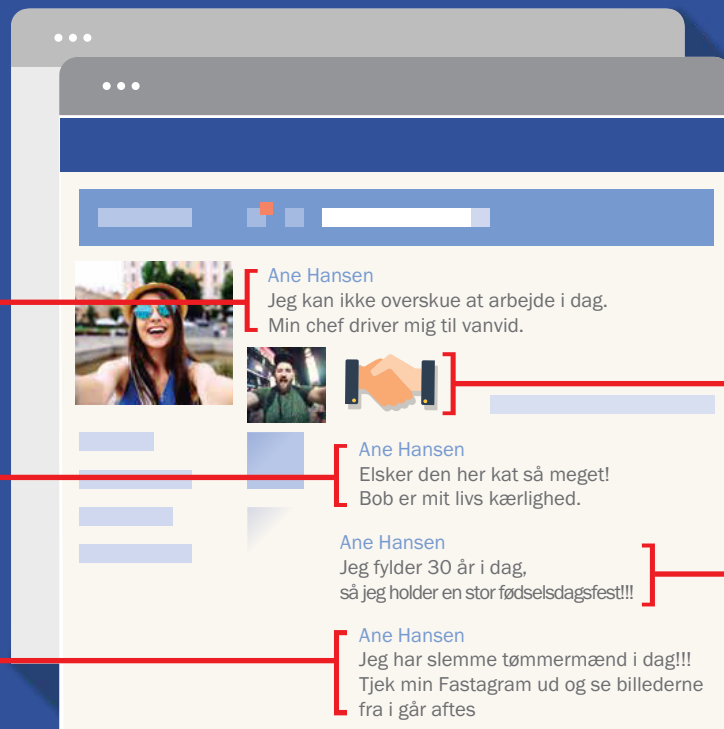 Ane Hansen
Jeg kan ikke overskue at arbejde i dag.
Min chef driver mig til vanvid.
Ane Hansen
Elsker den her kat så meget!
Bob er mit livs kærlighed.
Ane Hansen
Jeg fylder 30 år i dag,
så jeg holder en stor fødselsdagsfest!!!
Ane Hansen
Jeg har slemme tømmermænd i dag!!!
Tjek min Fastagram ud og se billederne
fra i går aftes